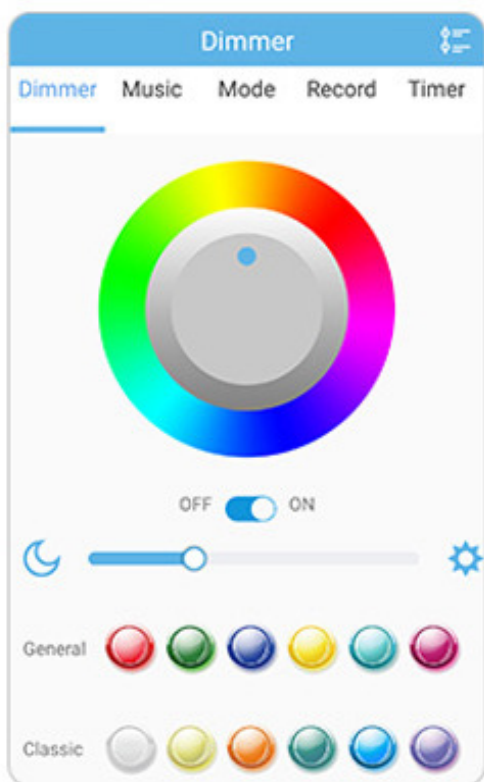 Dimmer
Dimmer Music Mode Record Timer
OFF ON
General
Classic